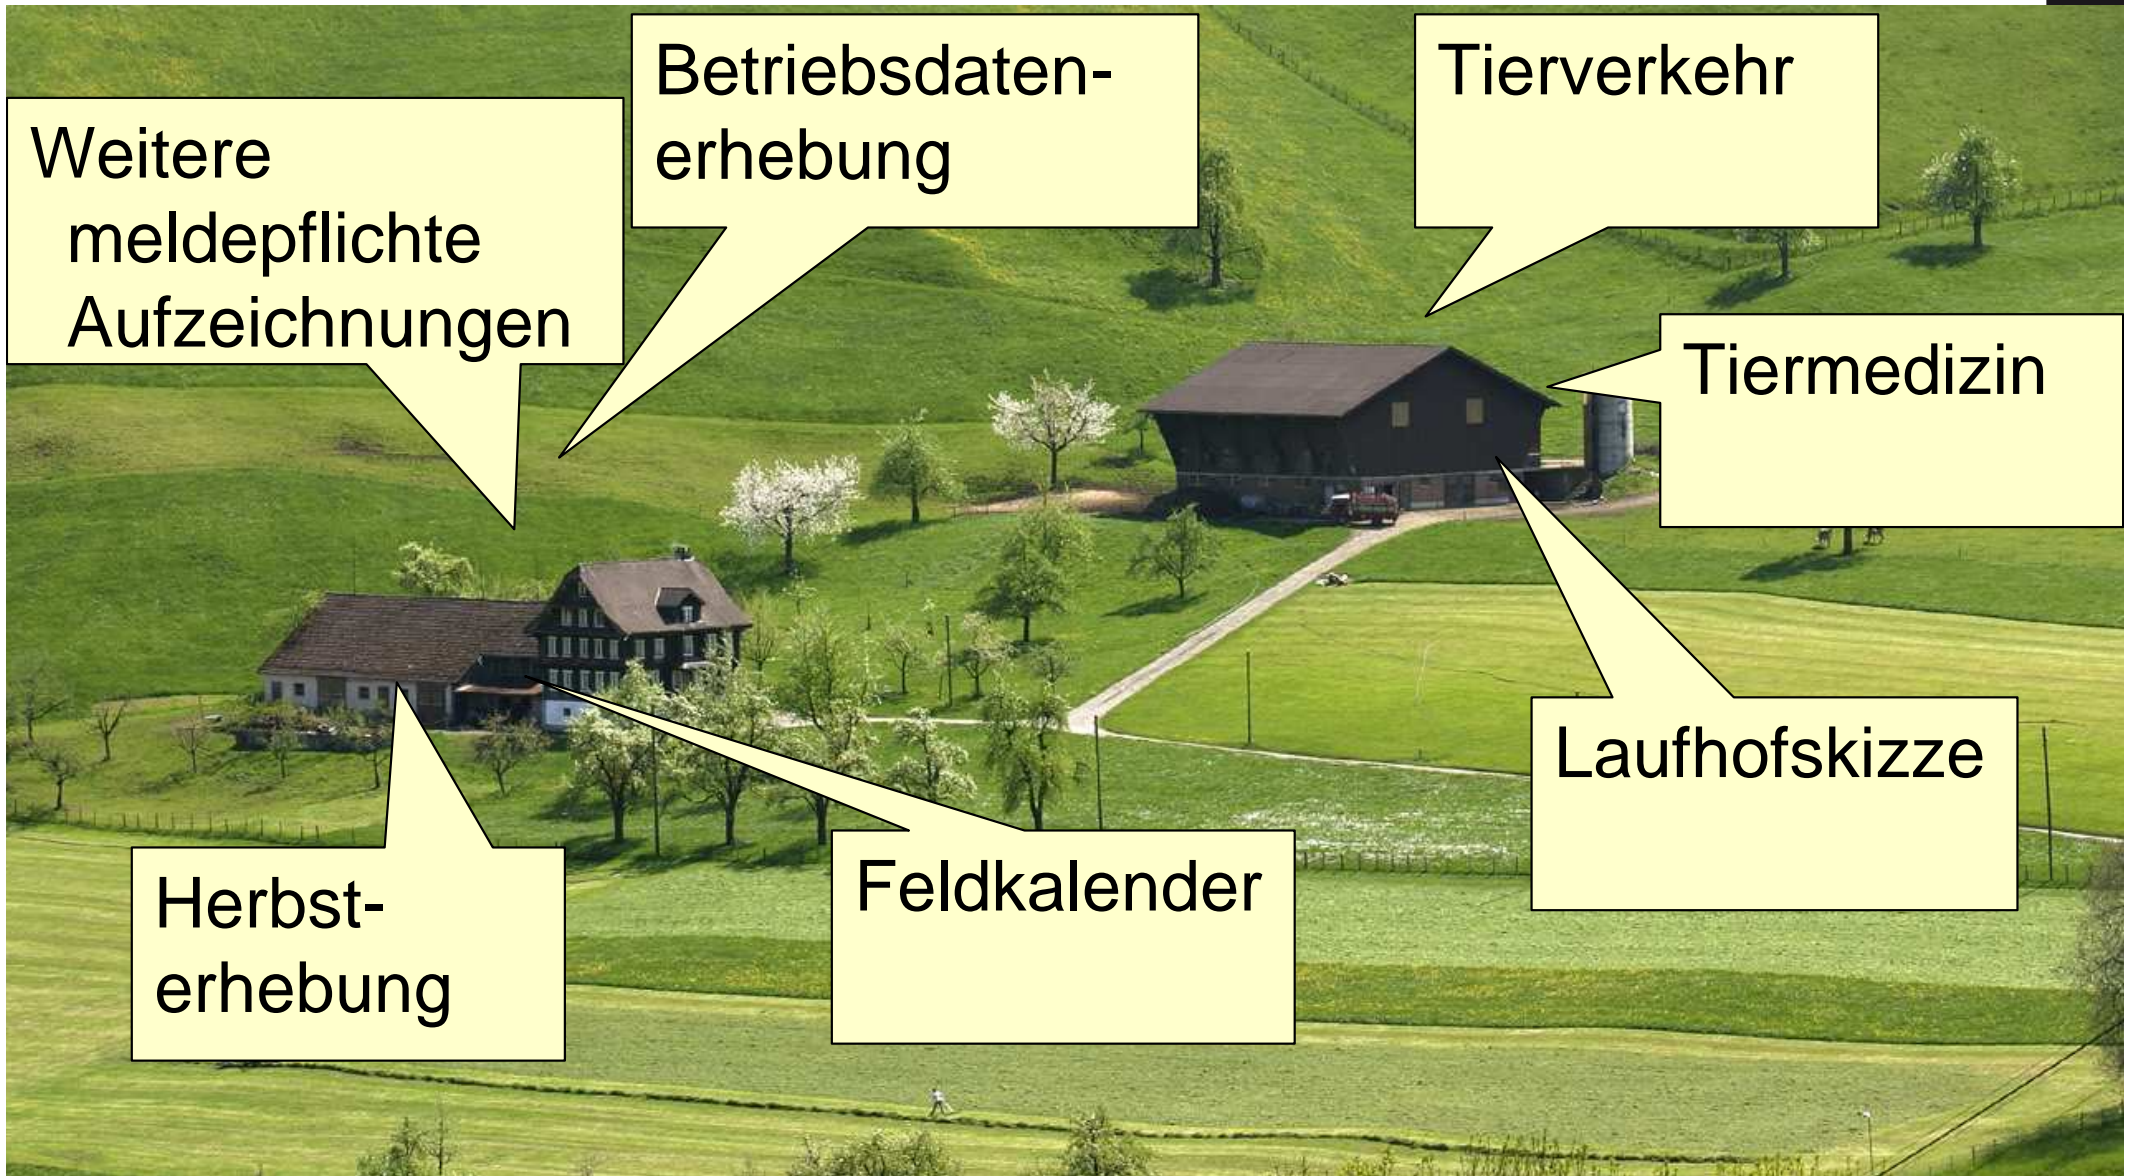 Weitere
meldepflichte
Aufzeichnungen
Betriebsdaten-
erhebung
Tierverkehr
Tiermedizin
Laufhofskizze
Feldkalender
Herbst-
erhebung